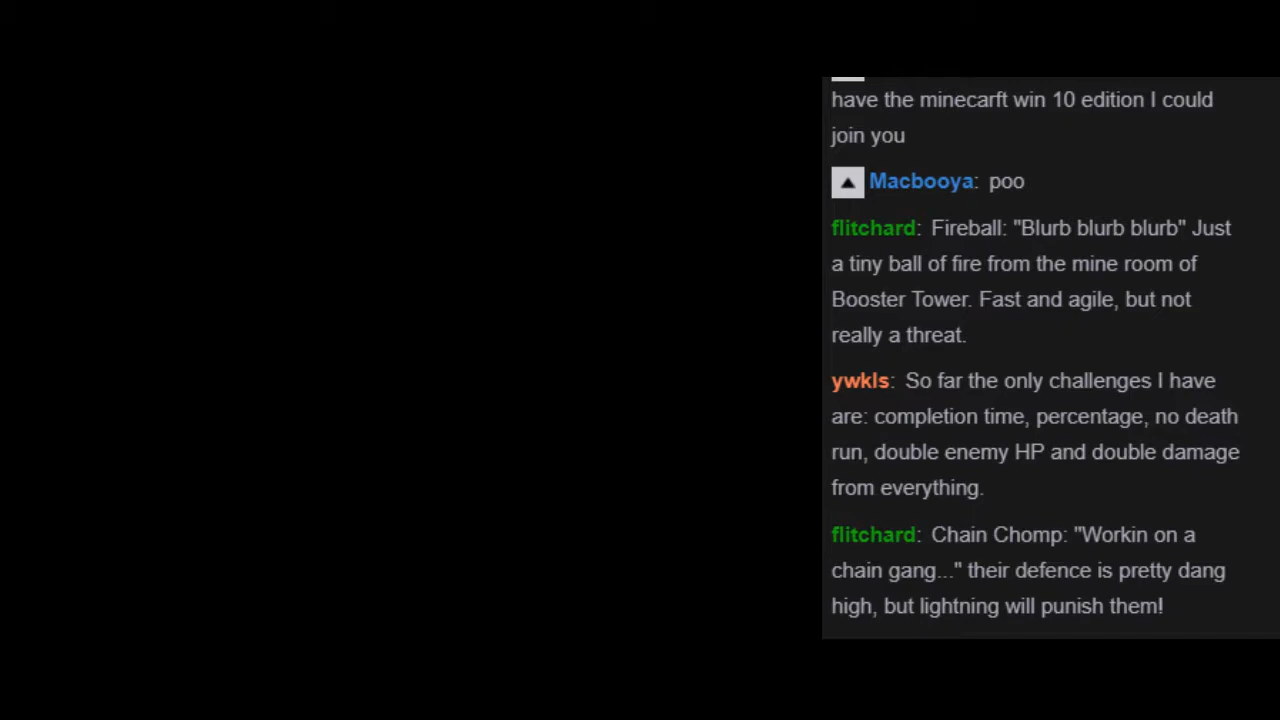 have the minecarft win 10 edition I could
join you
Macbooya: poo
flitchard: Fireball: "Blurb blurb blurb" Just
a tiny ball of fire from the mine room of
Booster Tower. Fast and agile, but not
really a threat.
ywkls: So far the only challenges I have
are: completion time, percentage, no death
run, double enemy HP and double damage
from everything.
flitchard: Chain Chomp: "Workin on a
chain gang..." their defence is pretty dang
high, but lightning will punish them!